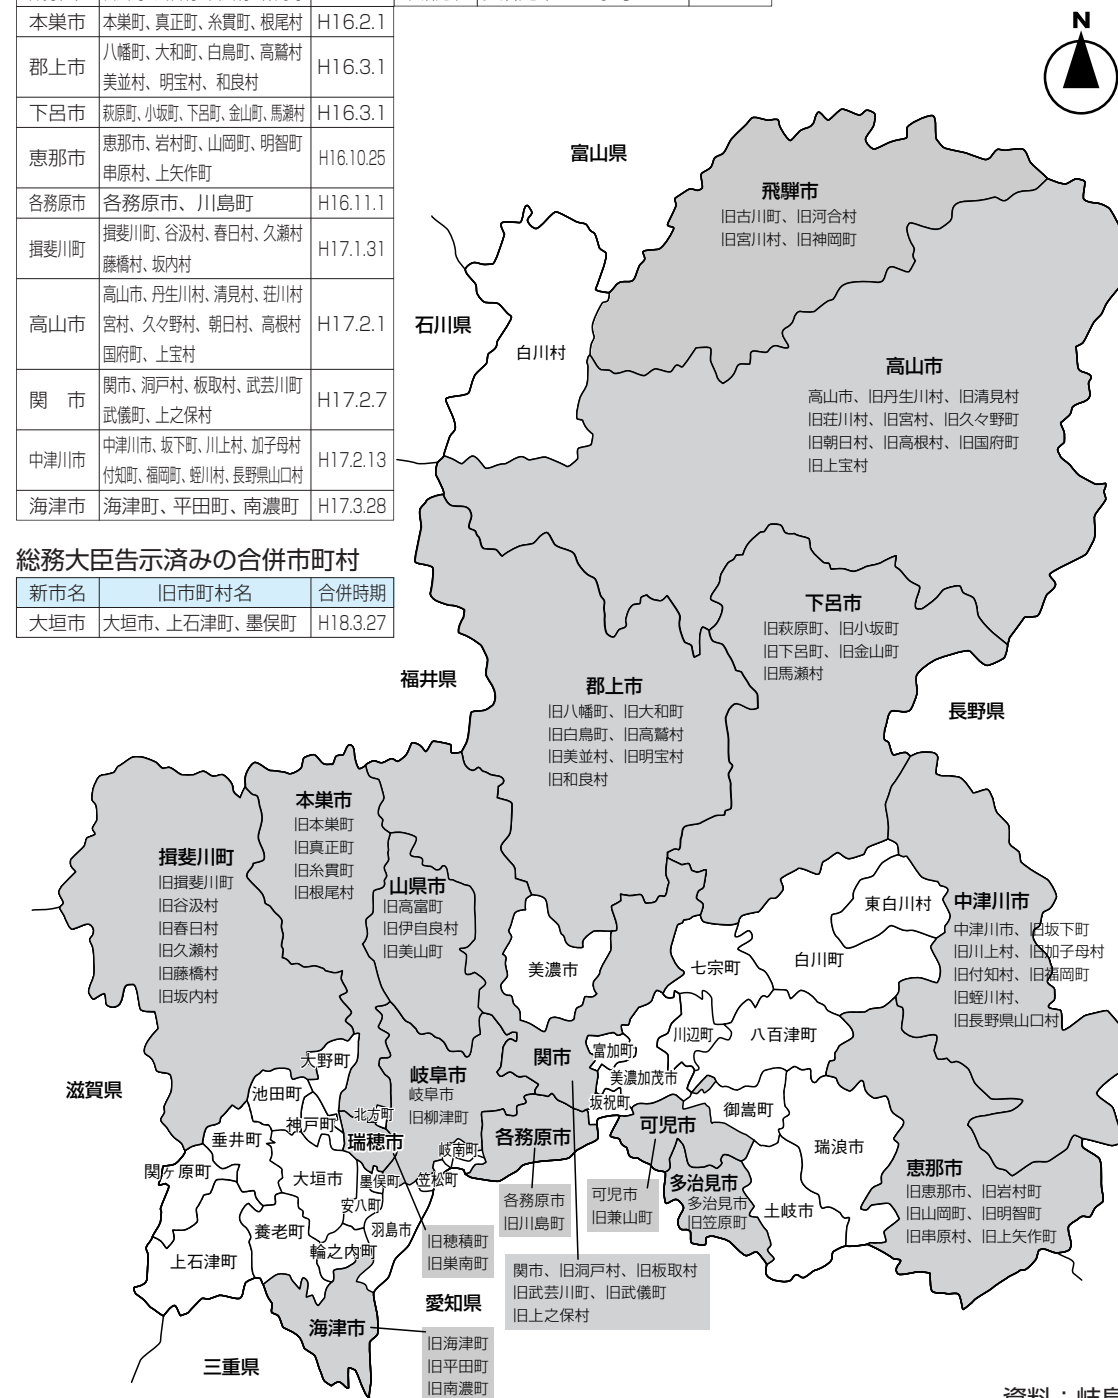 本巣市 本巣町、真正町、糸貫町、根尾村 H16.2.1
郡上市 八幡町、大和町、白鳥町、高鷲村
美並村、明宝村、和良村 H16.3.1
下呂市 萩原町、小坂町、下呂町、金山町、馬瀬村 H16.3.1
恵那市 恵那市、岩村町、山岡町、明智町
串原村、上矢作町 H16.10.25
各務原市 各務原市、川島町 H16.11.1
揖斐川町 揖斐川町、谷汲村、春日村、久瀬村
藤橋村、坂内村 H17.1.31
高山市 高山市、丹生川村、清見村、荘川村
宮村、久々野町、朝日村、高根村
国府町、上宝村 H17.2.1
関 市 関市、洞戸村、板取村、武芸川町
武儀町、上之保村 H17.2.7
中津川市 中津川市、坂下町、川上村、加子母村
付知町、福岡町、蛭川村、長野県山口村 H17.2.13
海津市 海津町、平田町、南濃町 H17.3.28
総務大臣告示済みの合併市町村
新市名 旧市町村名 合併時期
大垣市 大垣市、上石津町、墨俣町 H18.3.27
N
富山県
飛騨市
旧古川町、旧河合村
旧宮川村、旧神岡町
石川県
白川村
高山市
高山市、旧丹生川村、旧清見村
旧荘川村、旧宮村、旧久々野町
旧朝日村、旧高根村、旧国府町
旧上宝村
下呂市
旧萩原町、旧小坂町
旧下呂町、旧金山町
旧馬瀬村
福井県
郡上市
旧八幡町、旧大和町
旧白鳥町、旧高鷲村
旧美並村、旧明宝村
旧和良村
長野県
本巣市
旧本巣町
旧真正町
旧糸貫町
旧根尾村
揖斐川町
旧揖斐川町
旧谷汲村
旧春日村
旧久瀬村
旧藤橋村
旧坂内村
山県市
旧高富町
旧伊自良村
旧美山町
美濃市
七宗町
白川町
東白川村
中津川市
中津川市、旧坂下町
旧川上村、旧加子母村
旧付知村、旧福岡町
旧蛭川村、
旧長野県山口村
滋賀県
大野町
池田町
神戸町
北方町
瑞穂市
岐阜市
岐阜市
旧柳津町
関市
富加町
川辺町
八百津町
美濃加茂市
坂祝町
御嵩町
可児市
各務原市
岐南町
笠松町
垂井町
関ヶ原町
大垣市
墨俣町
安八町
羽島市
養老町
輪之内町
上石津町
多治見市
多治見市
旧笠原町
土岐市
瑞浪市
恵那市
旧恵那市、旧岩村町
旧山岡町、旧明智町
旧串原村、旧上矢作町
各務原市
旧川島町
可児市
旧兼山町
旧穂積町
旧巣南町
関市、旧洞戸村、旧板取村
旧武芸川町、旧武儀町
旧上之保村
愛知県
海津市
旧海津町
旧平田町
旧南濃町
三重県